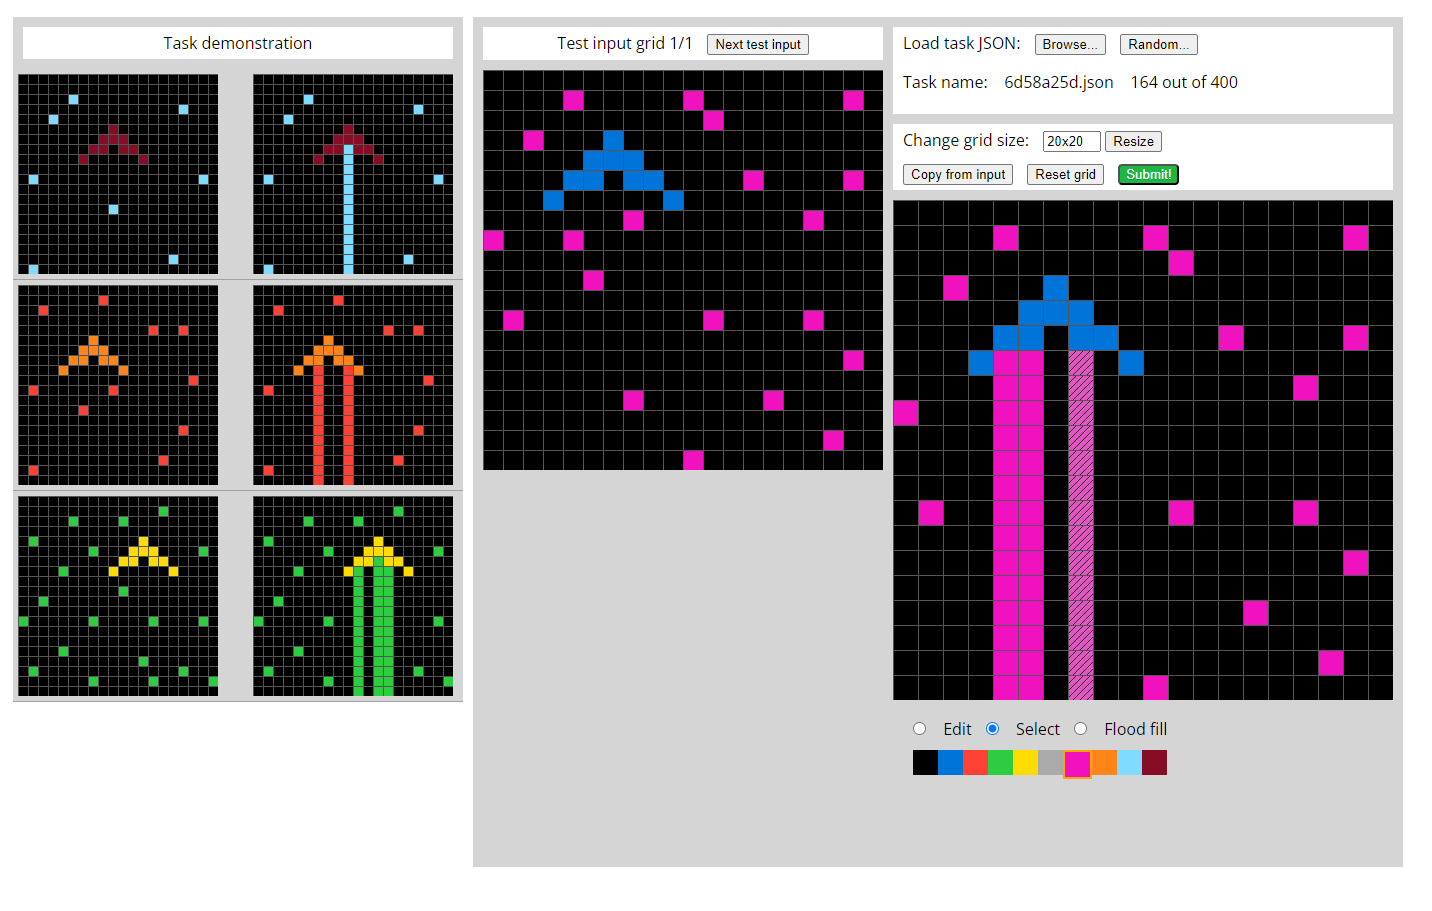 Task demonstration
Test input grid 1/1 Next test input
Load task JSON: Browse... Random...
Task name: 6d58a25d.json 164 out of 400
Change grid size: 20x20 Resize
Copy from input Reset grid Submit!
Edit Select Flood fill